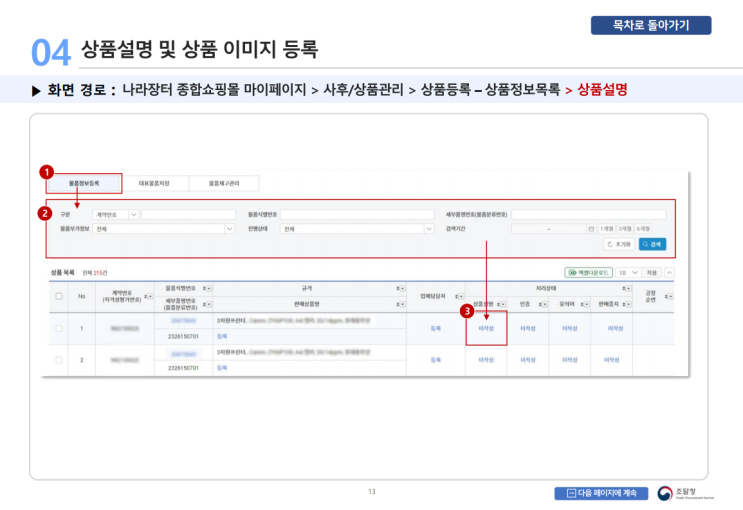 목차로 돌아가기
04 상품설명 및 상품 이미지 등록
▶ 화면 경로 : 나라장터 종합쇼핑몰 마이페이지 > 사후/상품관리 > 상품등록 – 상품정보목록 > 상품설명
1
물품정보등록 대표물품지정 물품재고관리
2
구분 계약번호 물품식별번호 세부품명번호(물품분류번호)
물품부가정보 전체 진행상태 전체 검색기간 ~ 1개월 3개월 6개월
초기화 검색
상품 목록 전체 215건 엑셀다운로드 10 적용
No 계약번호 (적격성평가번호) 물품식별번호 규격 업체담당자 처리상태 공장순번
세부품명번호 (물품분류번호) 판매상품명 상품설명 인증 유의어 판매중지
3
1 3차원프린터, 등록 미작성 미작성 미작성 미작성
2326150701 등록
2 3차원프린터, 등록 미작성 미작성 미작성 미작성
2326150701 등록
13
다음 페이지에 계속
조달청
Public Procurement Service